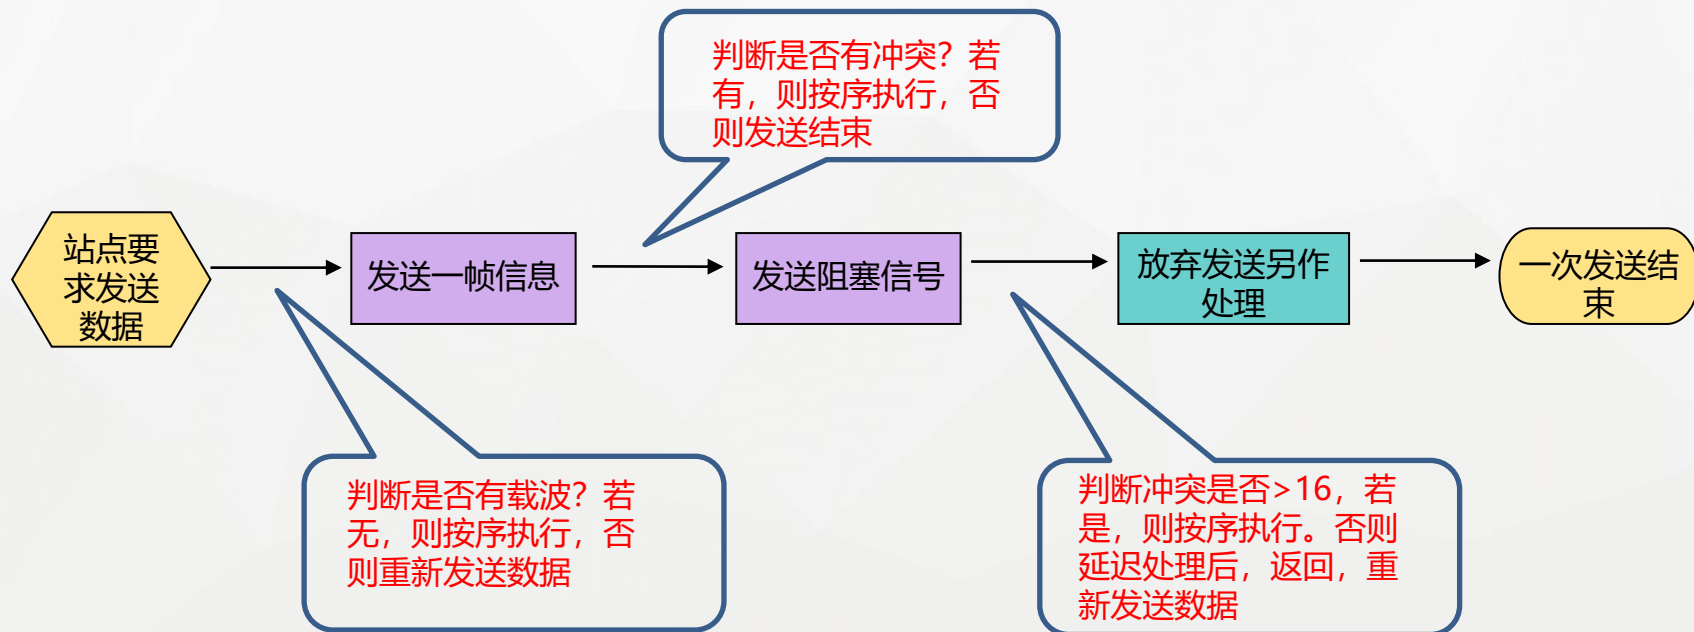 判断是否有冲突？若
有，则按序执行，否
则发送结束
站点要
求发送
数据
发送一帧信息
发送阻塞信号
放弃发送另作
处理
一次发送结
束
判断是否有载波？若
无，则按序执行，否
则重新发送数据
判断冲突是否>16，若
是，则按序执行。否则
延迟处理后，返回，重
新发送数据